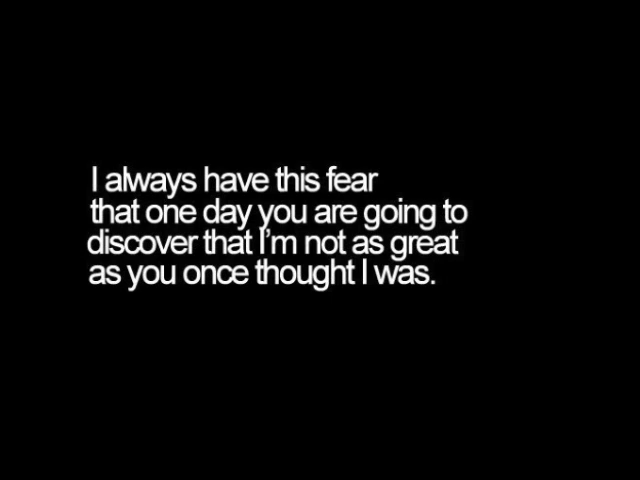 I always have this fear
that one day you are going to
discover that I'm not as great
as you once thought I was.